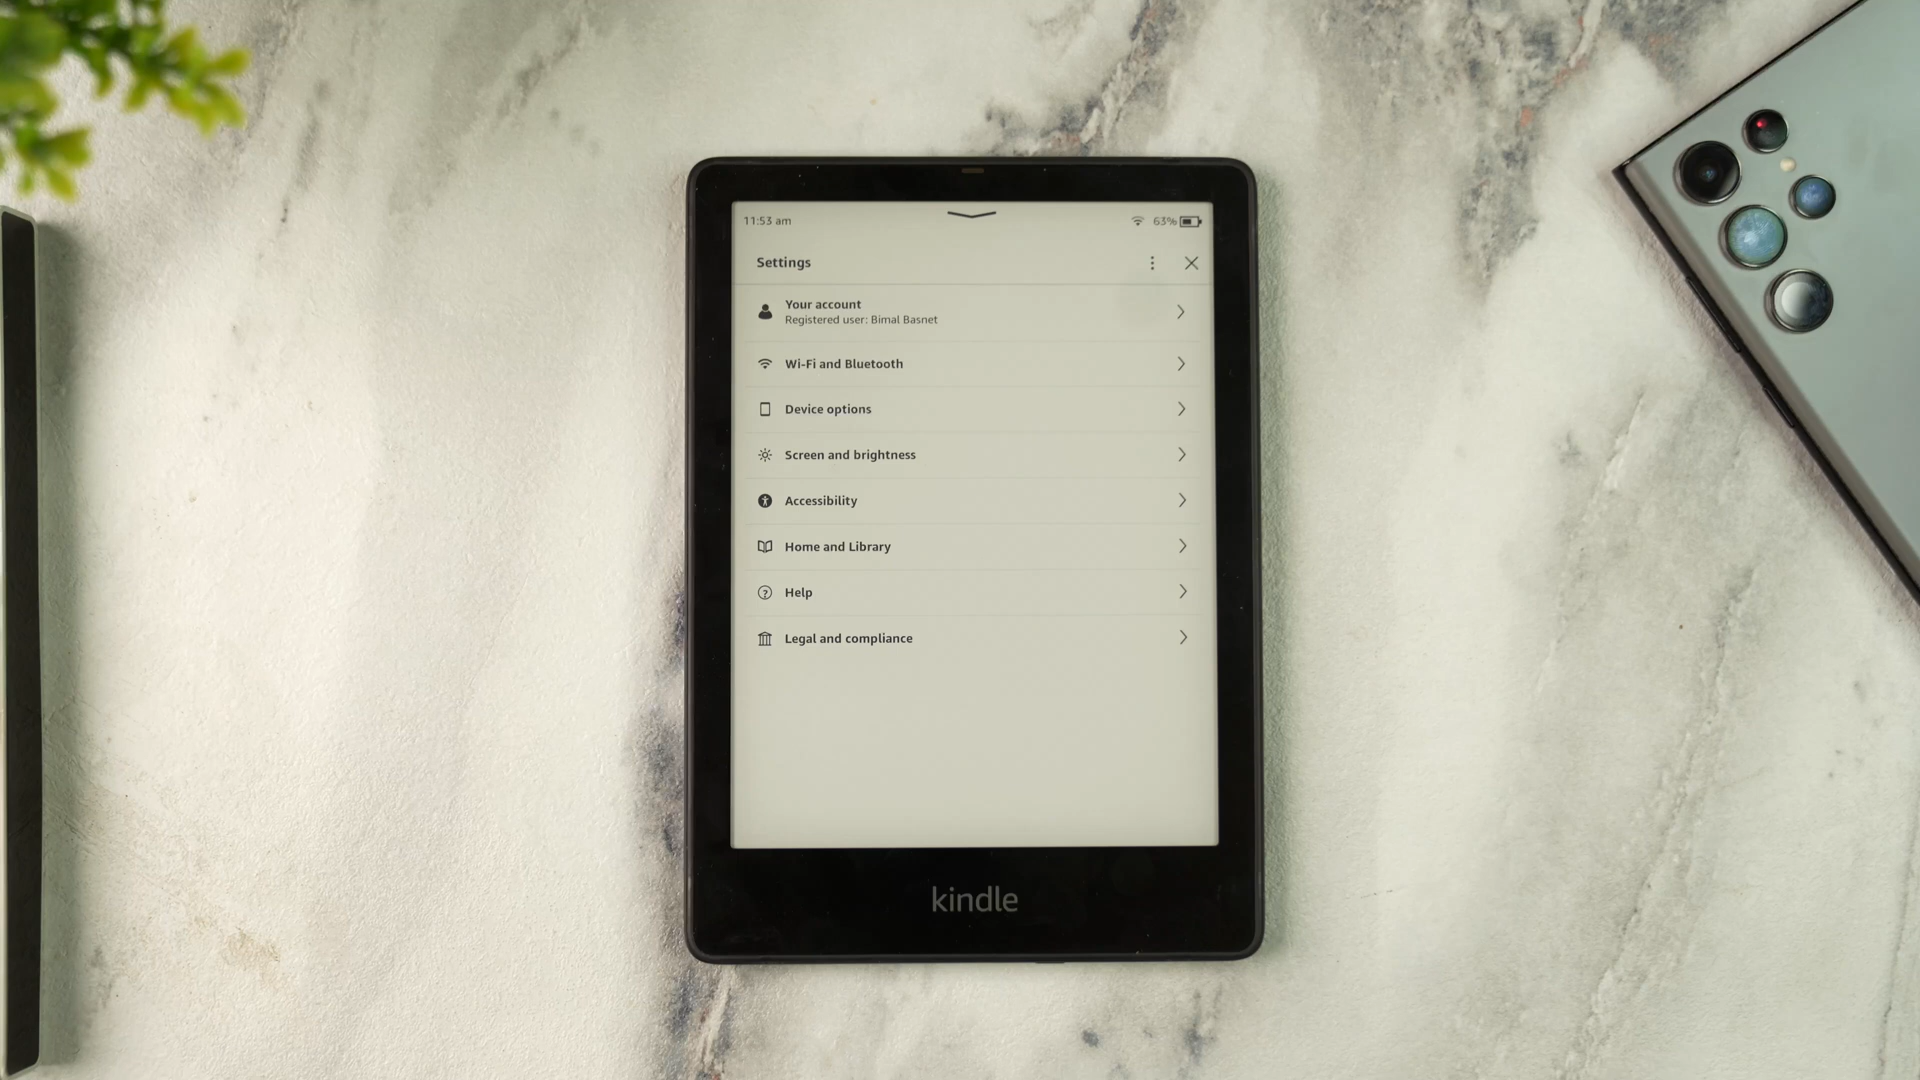 11:53 am
63%
Settings
Your account
Registered user: Bimal Basnet
Wi-Fi and Bluetooth
Device options
Screen and brightness
Accessibility
Home and Library
Help
Legal and compliance
kindle